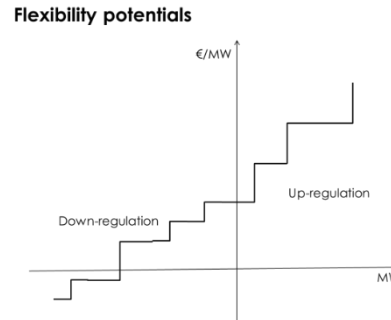 Flexibility potentials
€/MW
Up-regulation
Down-regulation
MW